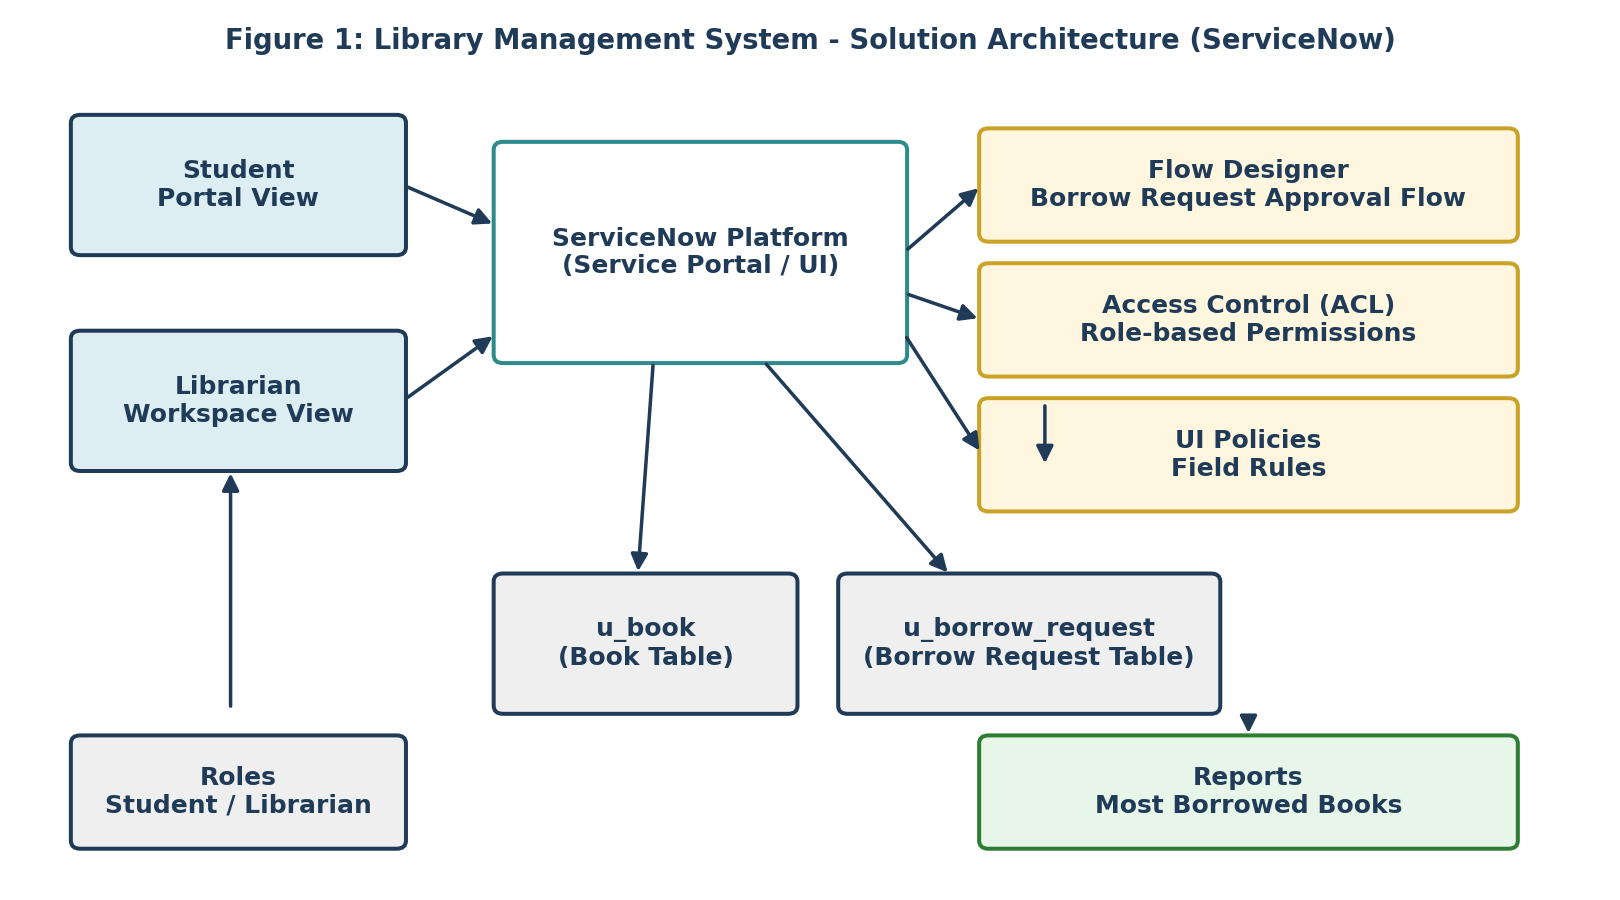 Figure 1: Library Management System - Solution Architecture (ServiceNow)
Student
Portal View
ServiceNow Platform
(Service Portal / UI)
Flow Designer
Borrow Request Approval Flow
Access Control (ACL)
Role-based Permissions
Librarian
Workspace View
UI Policies
Field Rules
u_book
(Book Table)
u_borrow_request
(Borrow Request Table)
Roles
Student / Librarian
Reports
Most Borrowed Books